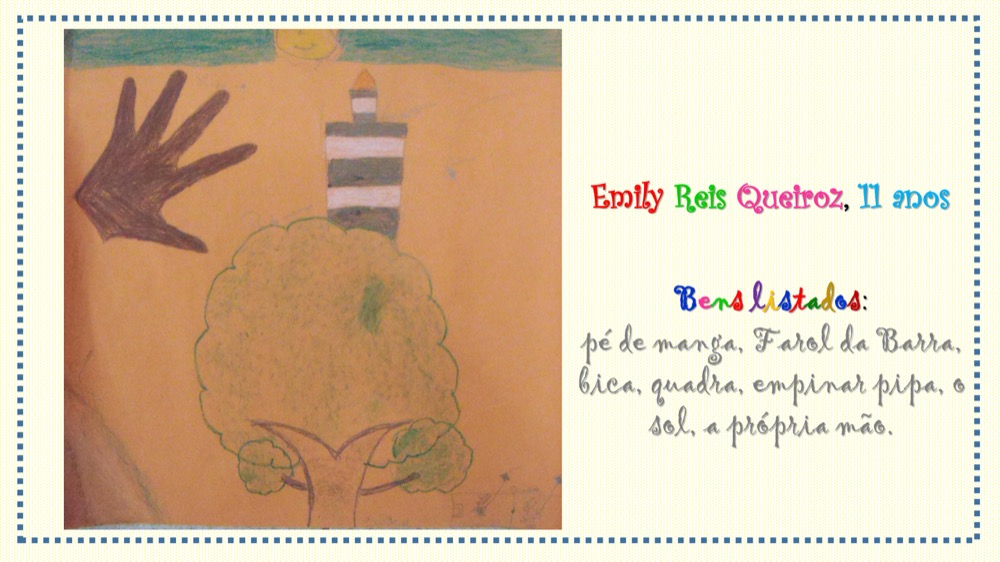 Emily Reis Queiroz, 11 anos
Bens listados:
pé de manga, Farol da Barra,
bica, quadra, empinar pipa, o
sol, a própria mão.